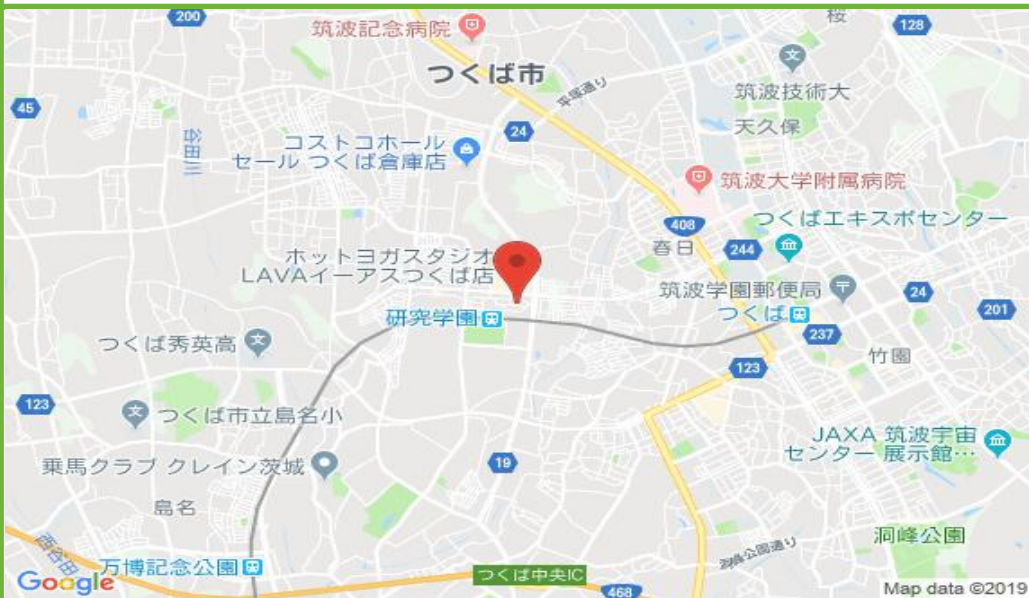 200
筑波記念病院
桜
128
つくば市
平塚通り
筑波技術大
45
谷田川
24
天久保
コストコホール
セール つくば倉庫店
筑波大学附属病院
408
つくばエキスポセンター
春日
244
ホットヨガスタジオ
LAVAイーアスつくば店
筑波学園郵便局
24
研究学園
つくば
201
237
つくば秀英高
竹園
123
123
つくば市立島名小
JAXA 筑波宇宙
センター 展示館…
乗馬クラブ クレイン茨城
19
島名
洞峰公園
西谷田
洞峰公園通り
万博記念公園
つくば中央IC
Google
468
Map data ©2019